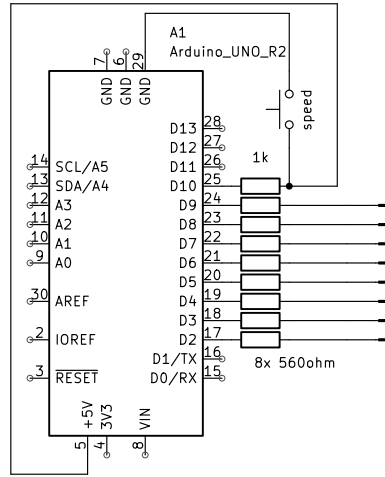 A1
Arduino_UNO_R2
7
6
29
GND
GND
GND
speed
D13
28
D12
27
14
SCL/A5
D11
26
1k
13
SDA/A4
D10
25
12
A3
D9
24
11
A2
D8
23
10
A1
D7
22
9
A0
D6
21
D5
20
30
AREF
D4
19
D3
18
2
IOREF
D2
17
D1/TX
16
8x 560ohm
3
RESET
D0/RX
15
+5V
3V3
VIN
5
4
8